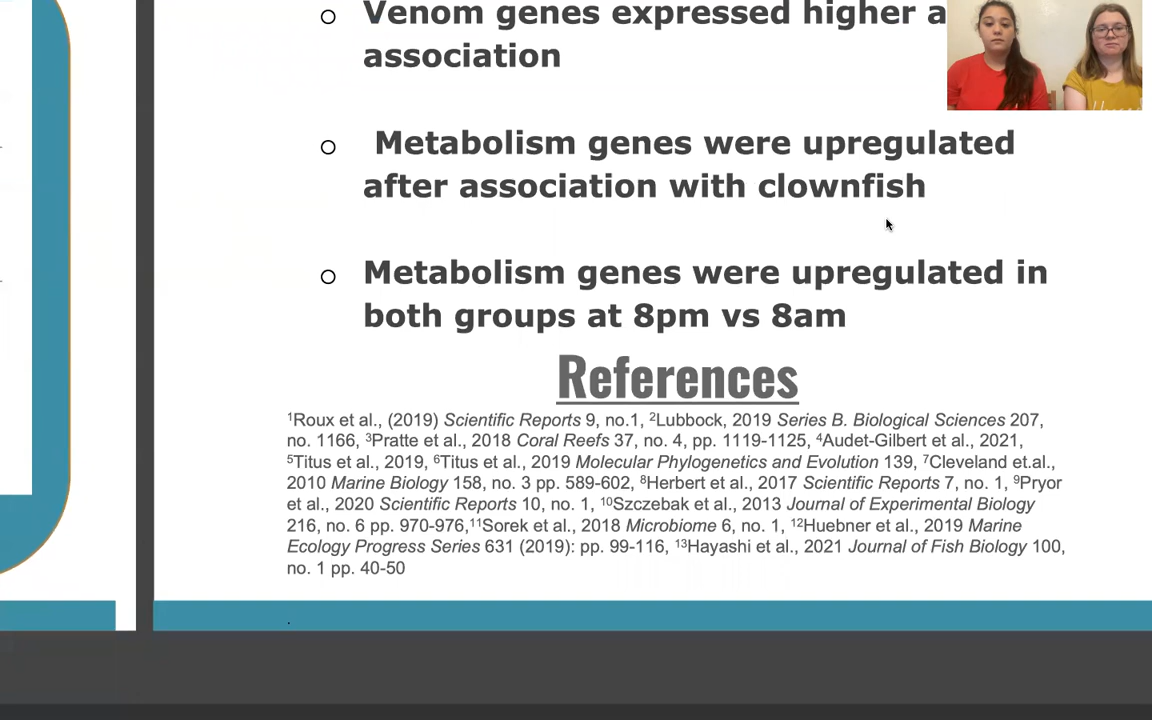 Venom genes expressed higher a
association
Metabolism genes were upregulated
after association with clownfish
Metabolism genes were upregulated in
both groups at 8pm vs 8am
References
¹Roux et al., (2019) Scientific Reports 9, no.1, ²Lubbock, 2019 Series B. Biological Sciences 207,
no. 1166, ³Pratte et al., 2018 Coral Reefs 37, no. 4, pp. 1119-1125, ⁴Audet-Gilbert et al., 2021,
⁵Titus et al., 2019, ⁶Titus et al., 2019 Molecular Phylogenetics and Evolution 139, ⁷Cleveland et.al.,
2010 Marine Biology 158, no. 3 pp. 589-602, ⁸Herbert et al., 2017 Scientific Reports 7, no. 1, ⁹Pryor
et al., 2020 Scientific Reports 10, no. 1, ¹⁰Szczebak et al., 2013 Journal of Experimental Biology
216, no. 6 pp. 970-976,¹¹Sorek et al., 2018 Microbiome 6, no. 1, ¹²Huebner et al., 2019 Marine
Ecology Progress Series 631 (2019): pp. 99-116, ¹³Hayashi et al., 2021 Journal of Fish Biology 100,
no. 1 pp. 40-50